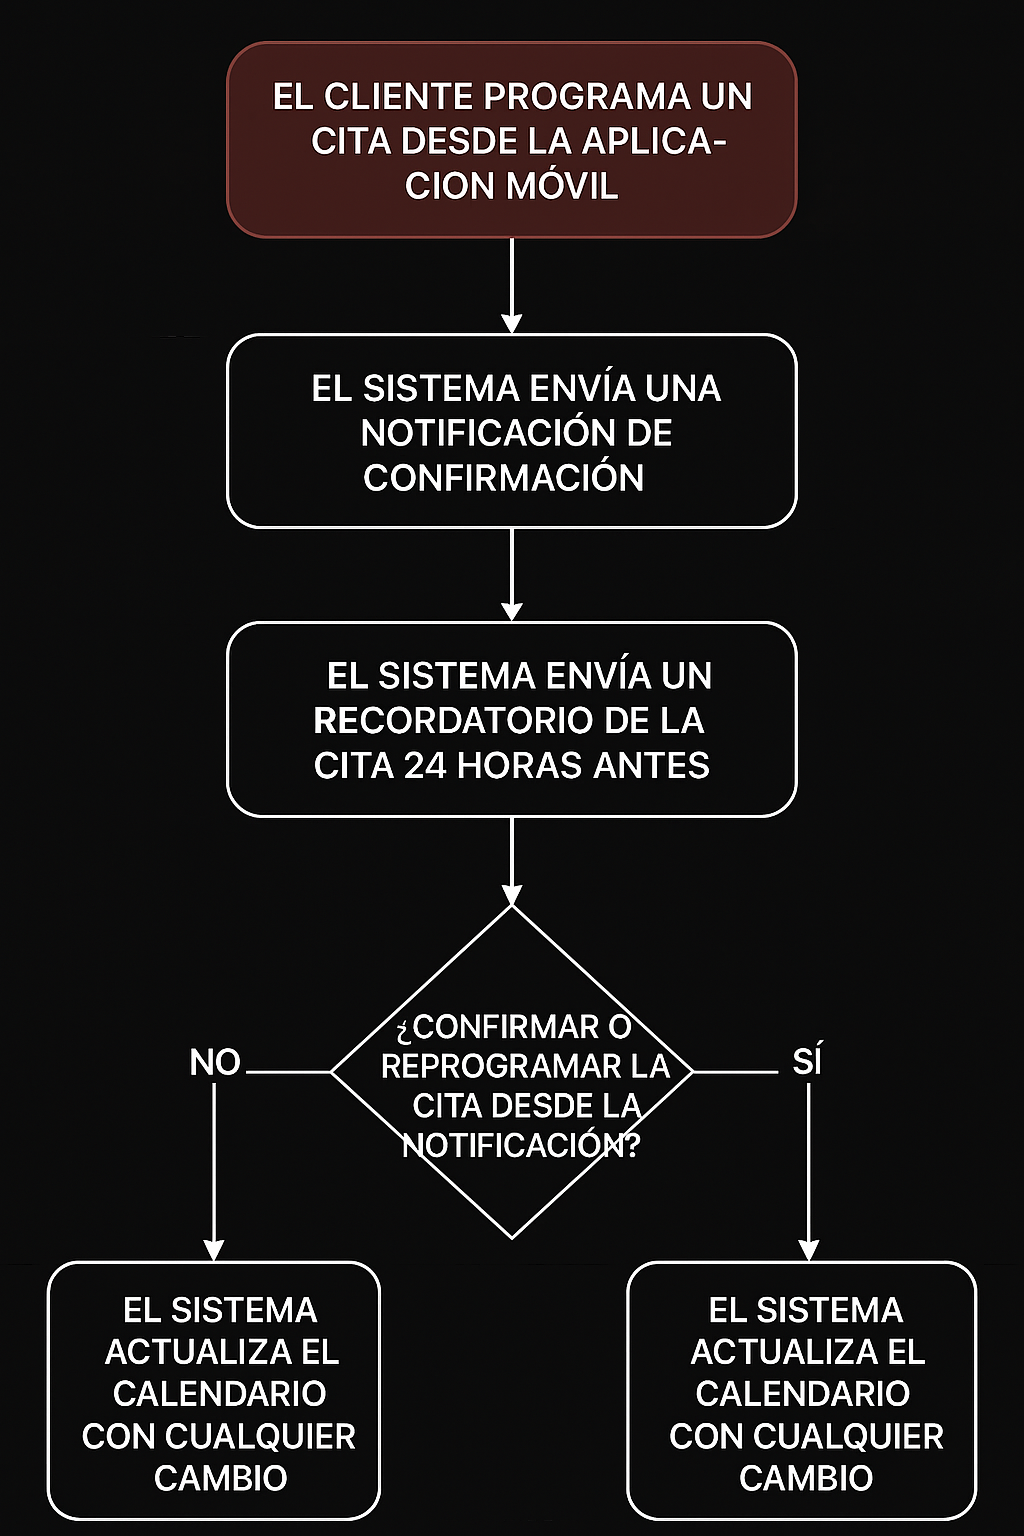 EL CLIENTE PROGRAMA UN
CITA DESDE LA APLICA-
CION MÓVIL
EL SISTEMA ENVÍA UNA
NOTIFICACIÓN DE
CONFIRMACIÓN
EL SISTEMA ENVÍA UN
RECORDATORIO DE LA
CITA 24 HORAS ANTES
¿CONFIRMAR O
REPROGRAMAR LA
CITA DESDE LA
NOTIFICACIÓN?
NO
SÍ
EL SISTEMA
ACTUALIZA EL
CALENDARIO
CON CUALQUIER
CAMBIO
EL SISTEMA
ACTUALIZA EL
CALENDARIO
CON CUALQUIER
CAMBIO